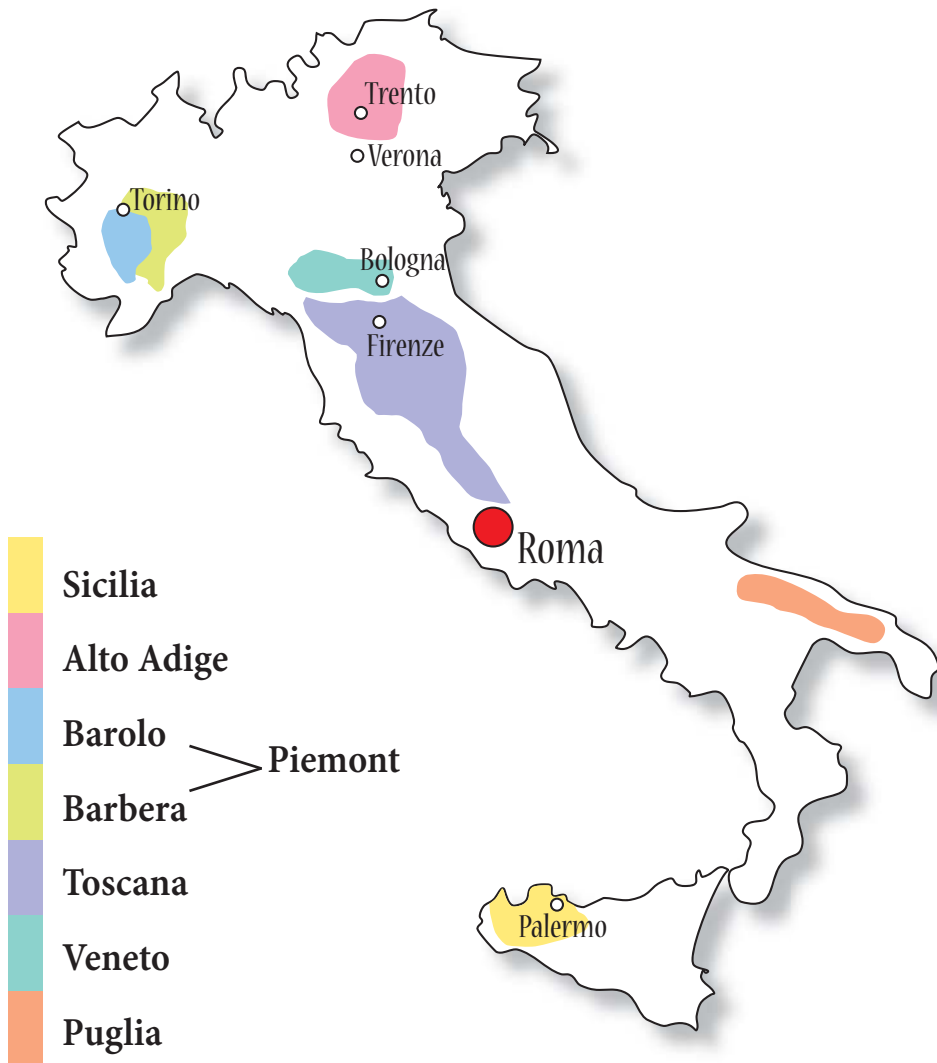 Trento
Verona
Torino
Bologna
Firenze
Roma
Sicilia
Alto Adige
Barolo
Piemont
Barbera
Toscana
Veneto
Puglia
Palermo